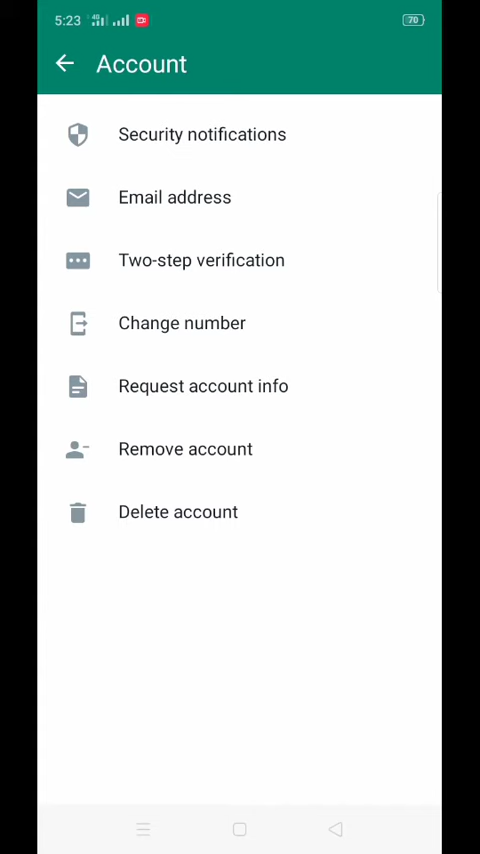 5:23 4G 70
Account
Security notifications
Email address
Two-step verification
Change number
Request account info
Remove account
Delete account